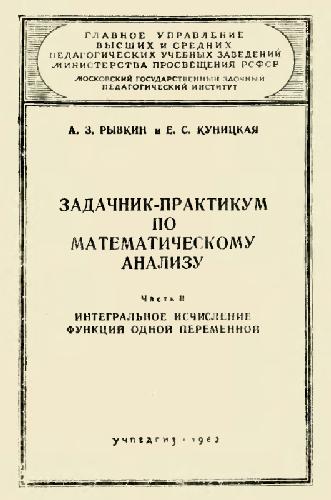 ГЛАВНОЕ УПРАВЛЕНИЕ
ВЫСШИХ И СРЕДНИХ
ПЕДАГОГИЧЕСКИХ УЧЕБНЫХ ЗАВЕДЕНИЙ
МИНИСТЕРСТВА ПРОСВЕЩЕНИЯ РСФСР
МОСКОВСКИЙ ГОСУДАРСТВЕННЫЙ ЗАОЧНЫЙ
ПЕДАГОГИЧЕСКИЙ ИНСТИТУТ
А. З. РЫВКИН и Е. С. КУНИЦКАЯ
ЗАДАЧНИК-ПРАКТИКУМ
ПО
МАТЕМАТИЧЕСКОМУ
АНАЛИЗУ
Часть II
ИНТЕГРАЛЬНОЕ ИСЧИСЛЕНИЕ
ФУНКЦИЙ ОДНОЙ ПЕРЕМЕННОЙ
УЧПЕДГИЗ · 1962